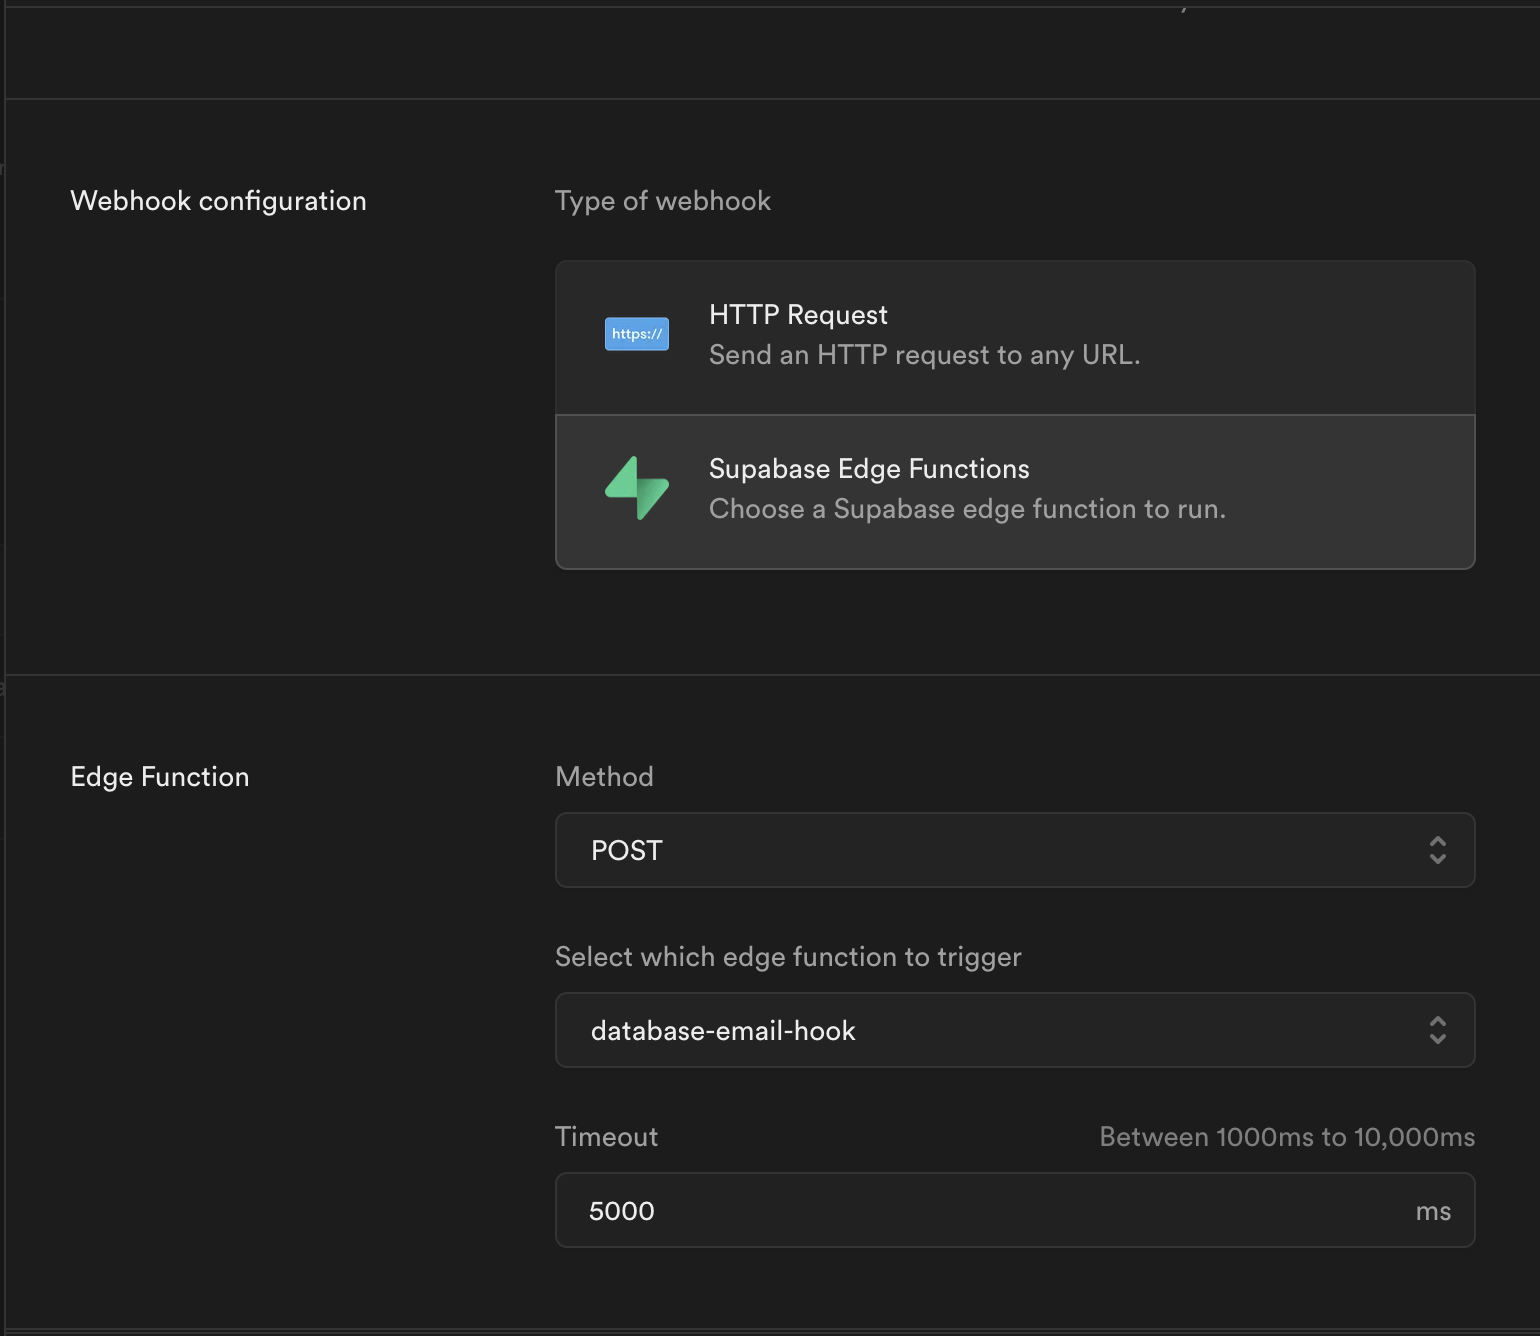 Webhook configuration
Type of webhook
https://
HTTP Request
Send an HTTP request to any URL.
Supabase Edge Functions
Choose a Supabase edge function to run.
Edge Function
Method
POST
Select which edge function to trigger
database-email-hook
Timeout
Between 1000ms to 10,000ms
5000
ms